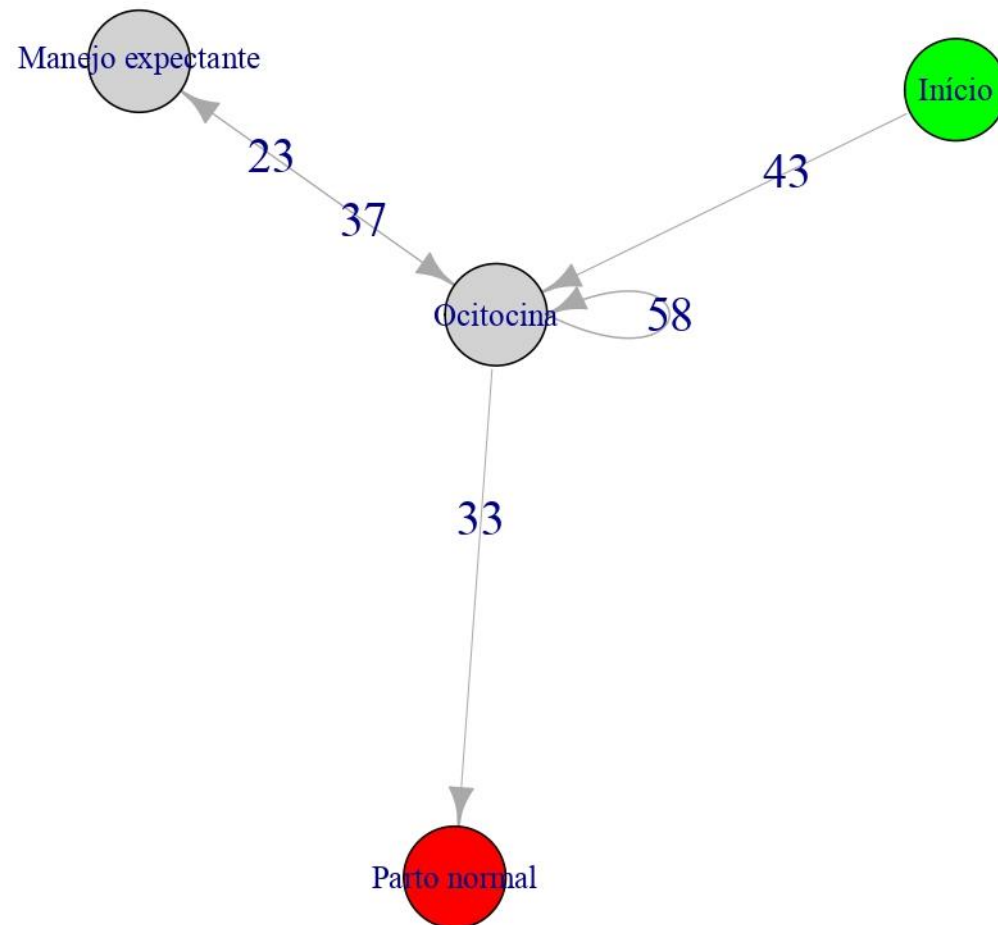 Manejo expectante
Início
23
43
37
Ocitocina
58
33
Parto normal